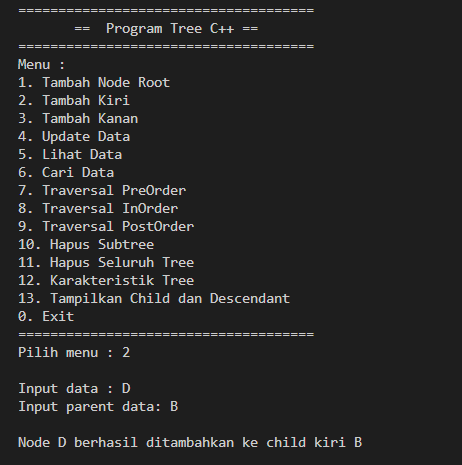 =====================================
== Program Tree C++ ==
=====================================
Menu :
1. Tambah Node Root
2. Tambah Kiri
3. Tambah Kanan
4. Update Data
5. Lihat Data
6. Cari Data
7. Traversal PreOrder
8. Traversal InOrder
9. Traversal PostOrder
10. Hapus Subtree
11. Hapus Seluruh Tree
12. Karakteristik Tree
13. Tampilkan Child dan Descendant
0. Exit
=====================================
Pilih menu : 2
Input data : D
Input parent data: B
Node D berhasil ditambahkan ke child kiri B